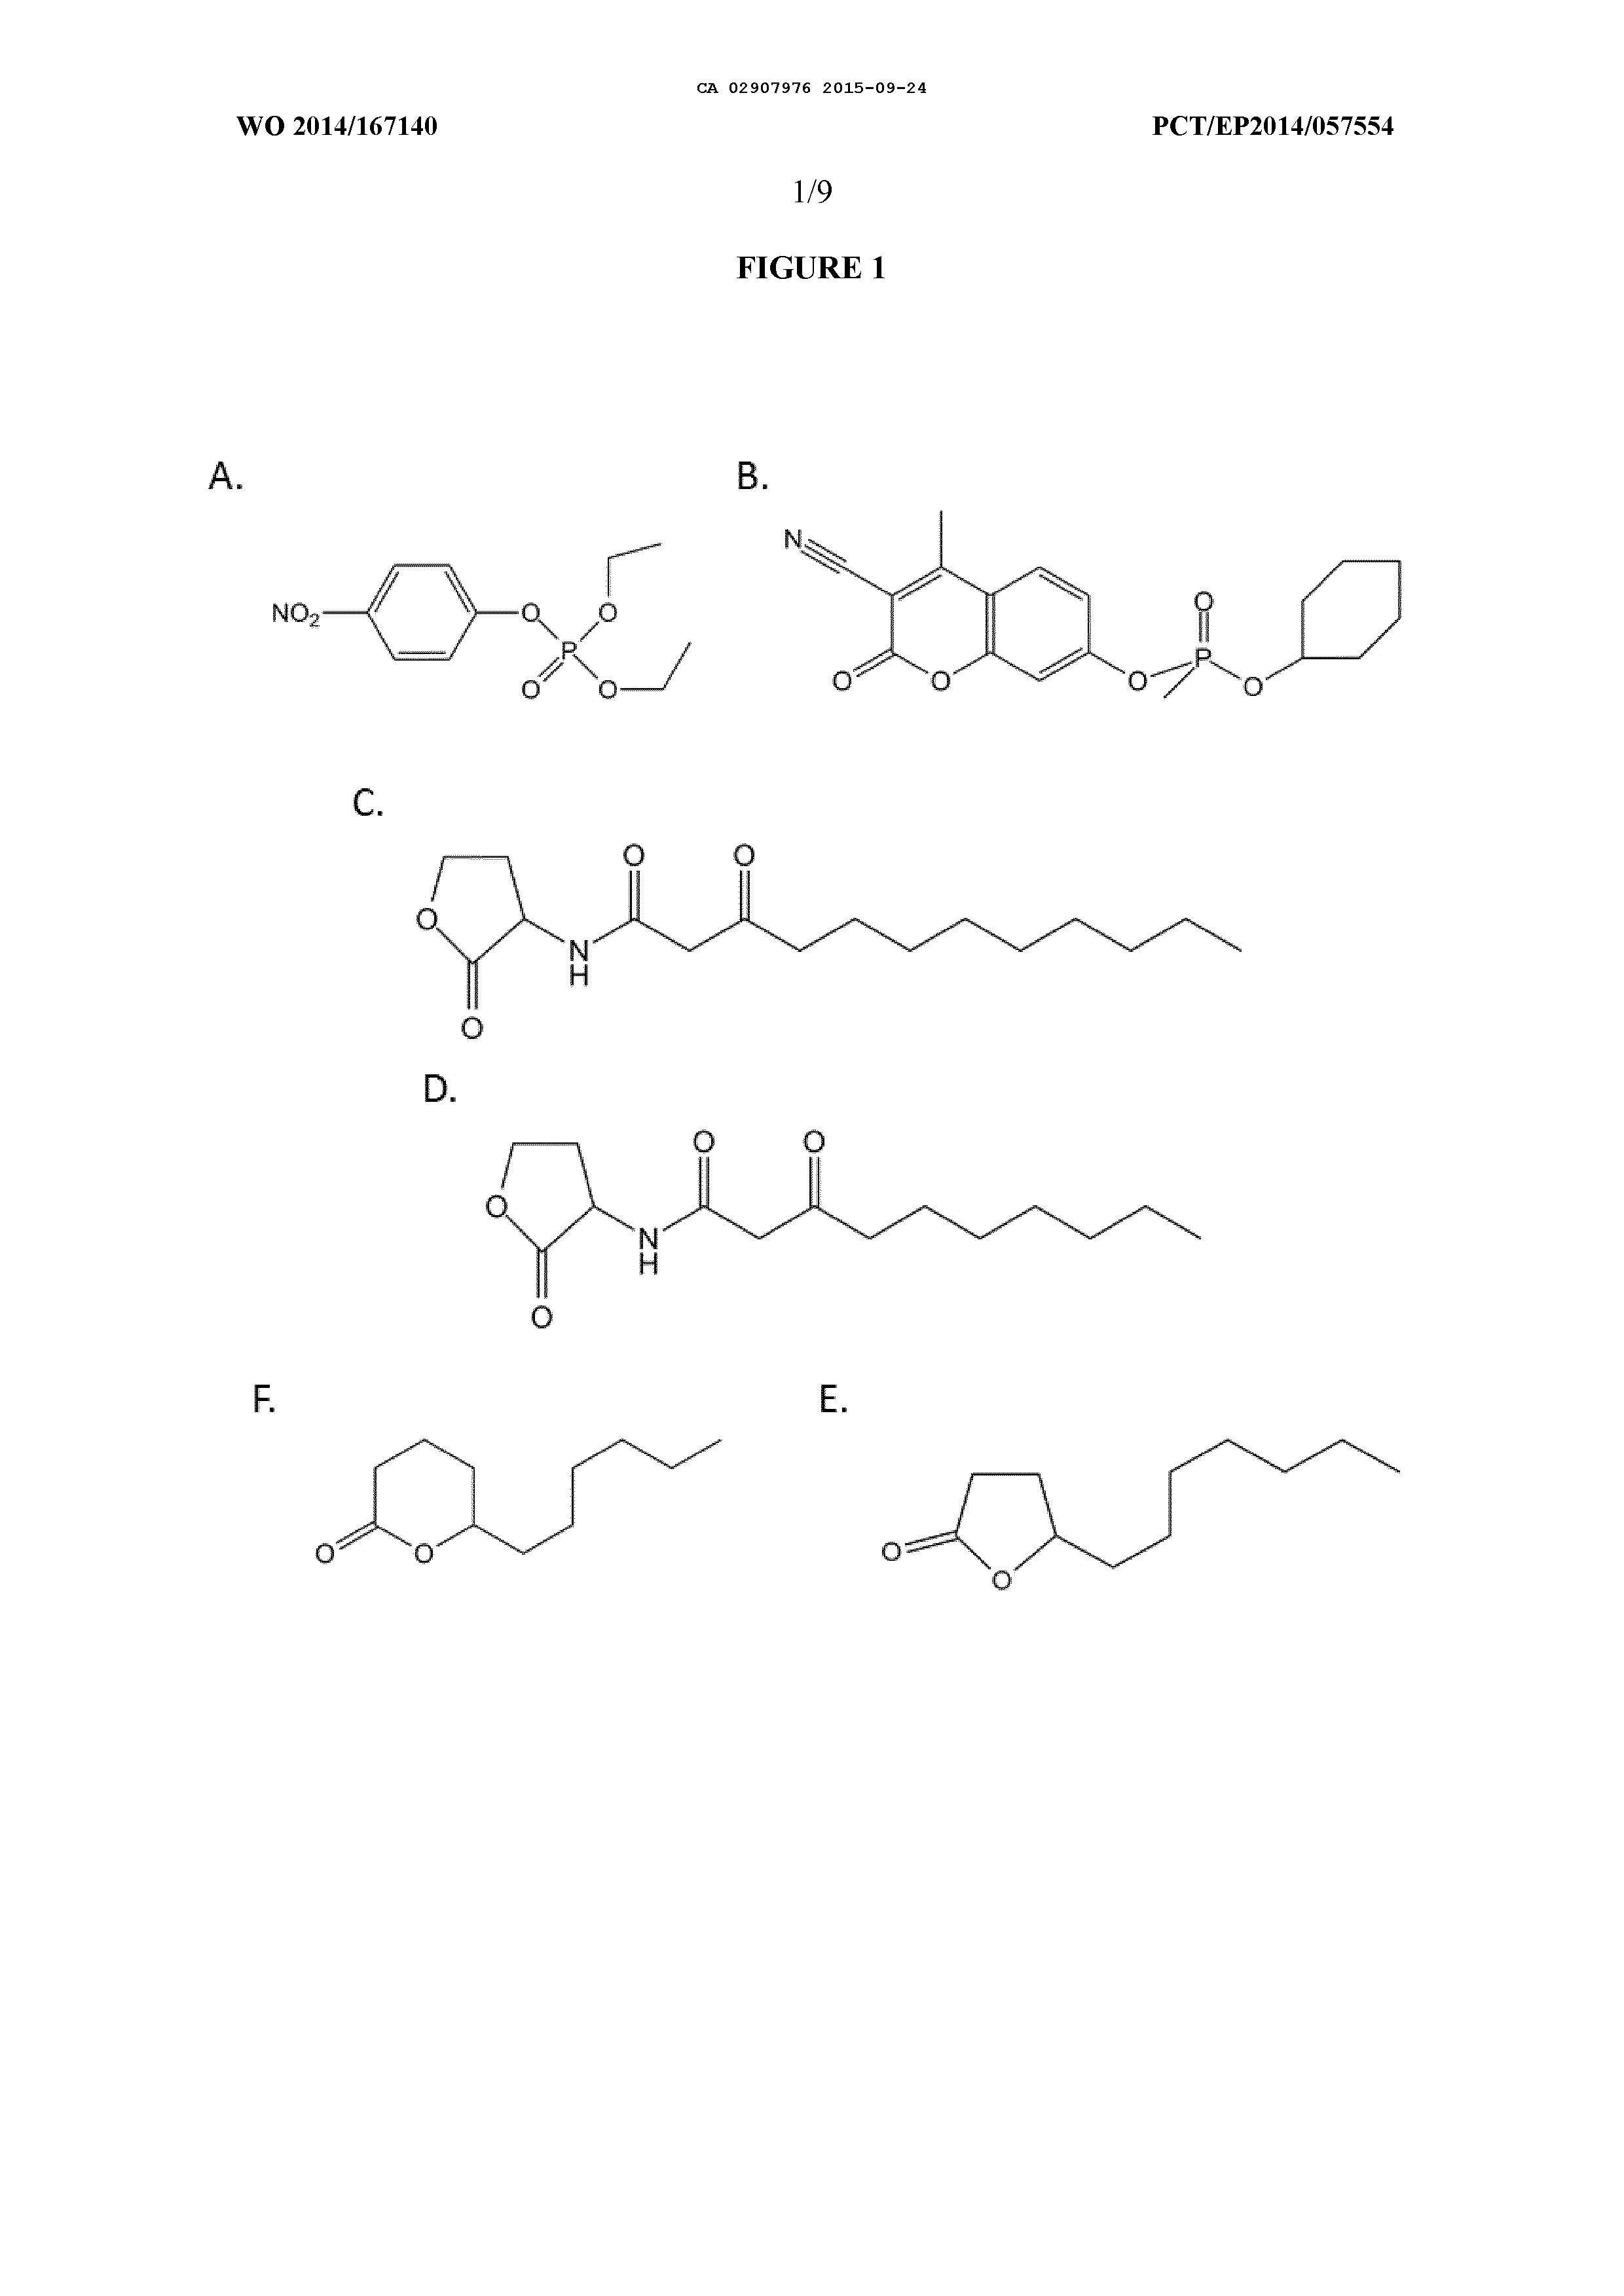 CA 02907976 2015-09-24
WO 2014/167140 PCT/EP2014/057554
1/9
FIGURE 1
A.
NO2 O O P O O
B.
N O O O O P O
C.
O O O N H O
D.
O O O N H O
F.
O O
E.
O O